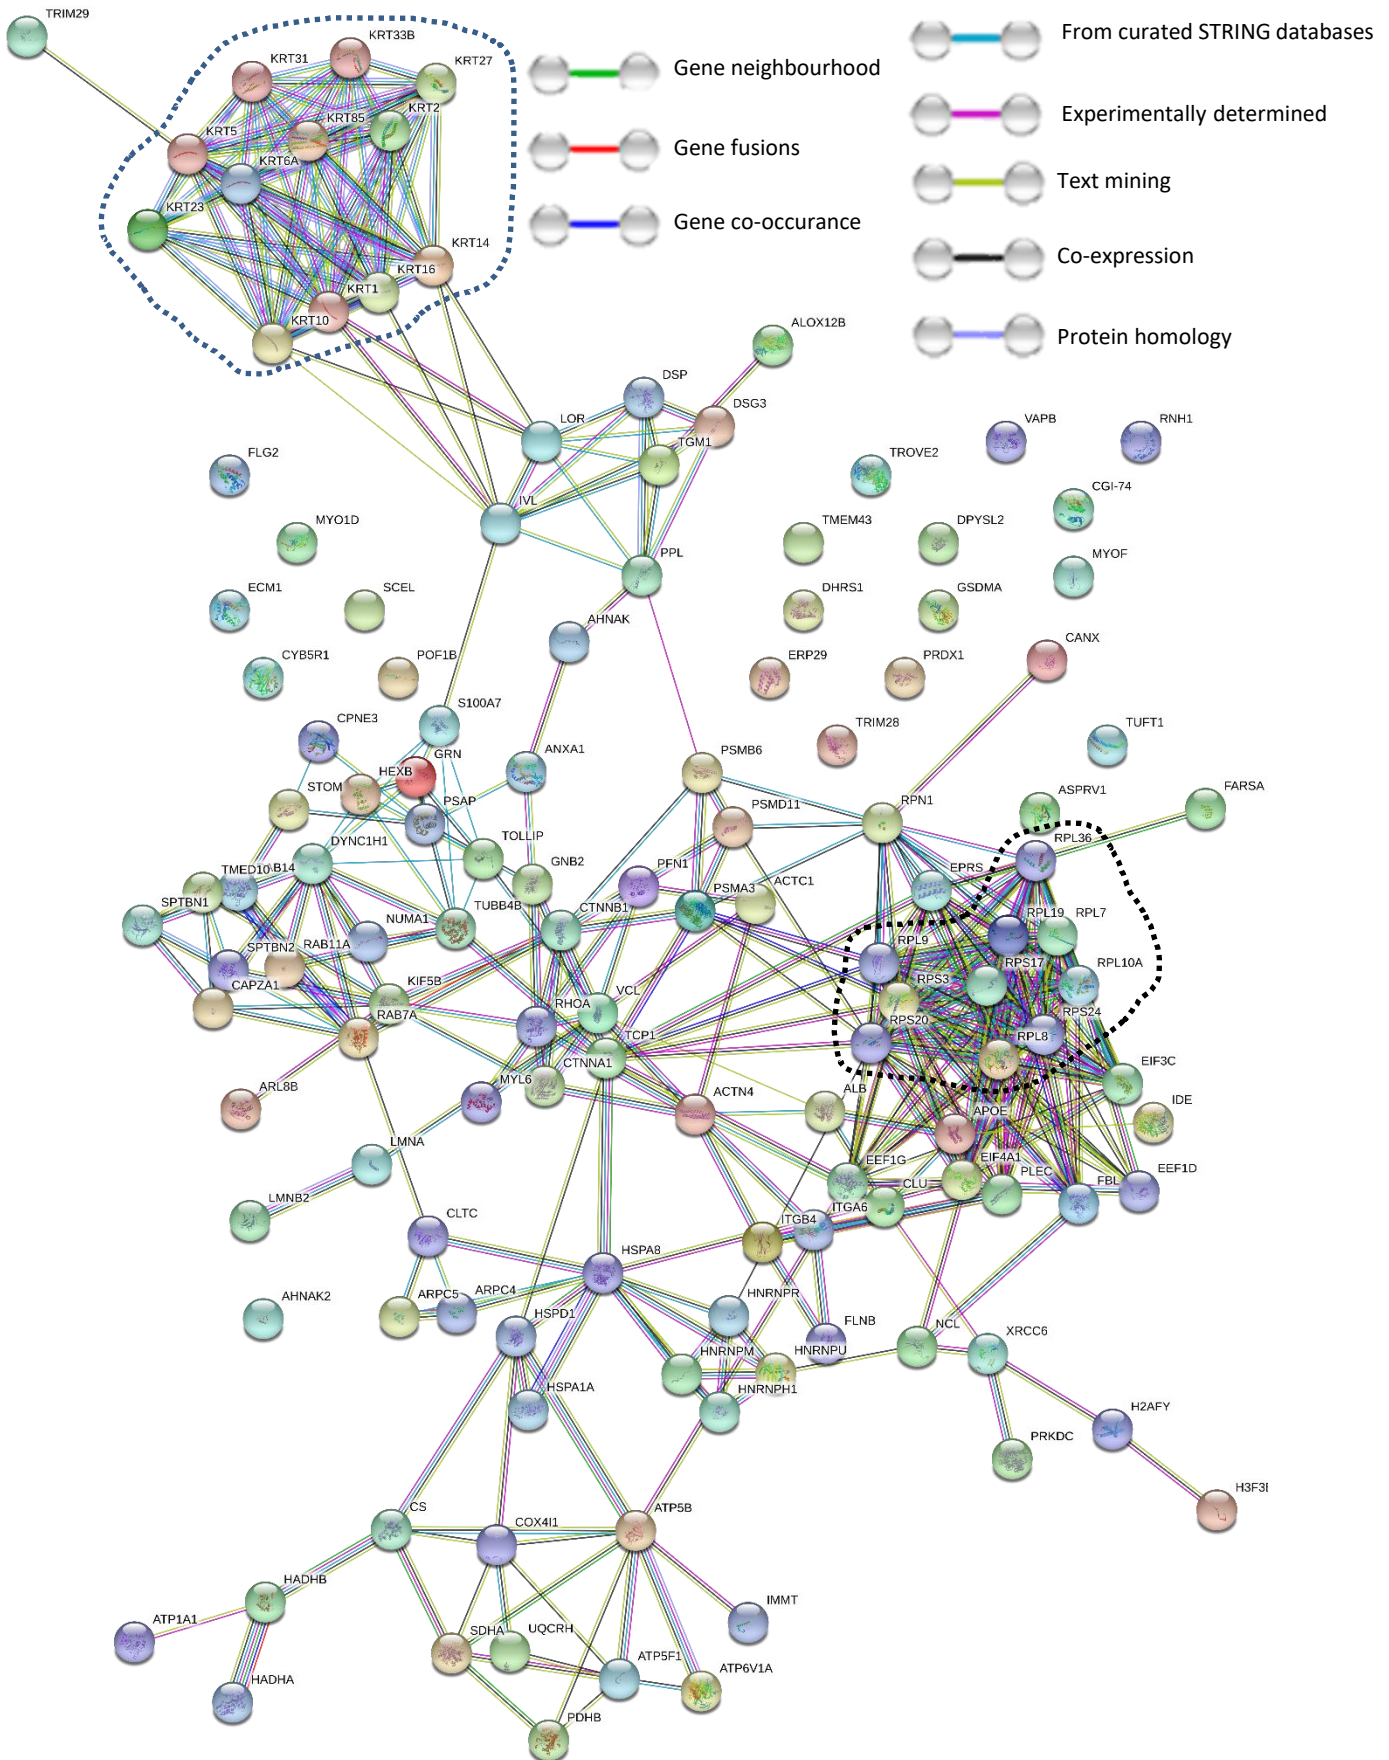 TRIM29
KRT33B
KRT31
KRT27
KRT2
KRT85
KRT5
KRT6A
KRT23
KRT14
KRT16
KRT1
KRT10
Gene neighbourhood
Gene fusions
Gene co-occurance
From curated STRING databases
Experimentally determined
Text mining
Co-expression
Protein homology
ALOX12B
DSP
DSG3
LOR
TGM1
IVL
PPL
FLG2
MYO1D
ECM1
SCEL
CYB5R1
POF1B
VAPB
RNH1
TROVE2
CGI-74
TMEM43
DPYSL2
MYOF
DHRS1
GSDMA
ERP29
PRDX1
CANX
TRIM28
TUFT1
AHNAK
S100A7
CPNE3
GRN
HEXB
ANXA1
STOM
PSAP
PSMB6
PSMD11
RPN1
ASPRV1
FARSA
RPL36
DYNC1H1
TOLLIP
TMED10
AB14
GNB2
PFN1
ACTC1
PSMA3
EPRS
SPTBN1
NUMA1
TUBB4B
CTNNB1
RPL19
RPL7
SPTBN2
RAB11A
RPL9
RPS17
RPL10A
CAPZA1
KIF5B
RPS3
RHOA
VCL
RPS24
RAB7A
RPS20
TCP1
RPL8
CTNNA1
EIF3C
ARL8B
MYL6
ACTN4
ALB
APOE
IDE
LMNA
EEF1G
EIF4A1
PLEC
EEF1D
CLU
FBL
LMNB2
ITGA6
ITGB4
CLTC
HSPA8
AHNAK2
ARPC5
ARPC4
HNRNPR
HSPD1
FLNB
NCL
XRCC6
HNRNPM
HNRNPU
HSPA1A
HNRNPH1
H2AFY
PRKDC
H3F3
CS
ATP5B
COX4I1
HADHB
IMMT
ATP1A1
SDHA
UQCRH
ATP5F1
ATP6V1A
HADHA
PDHB